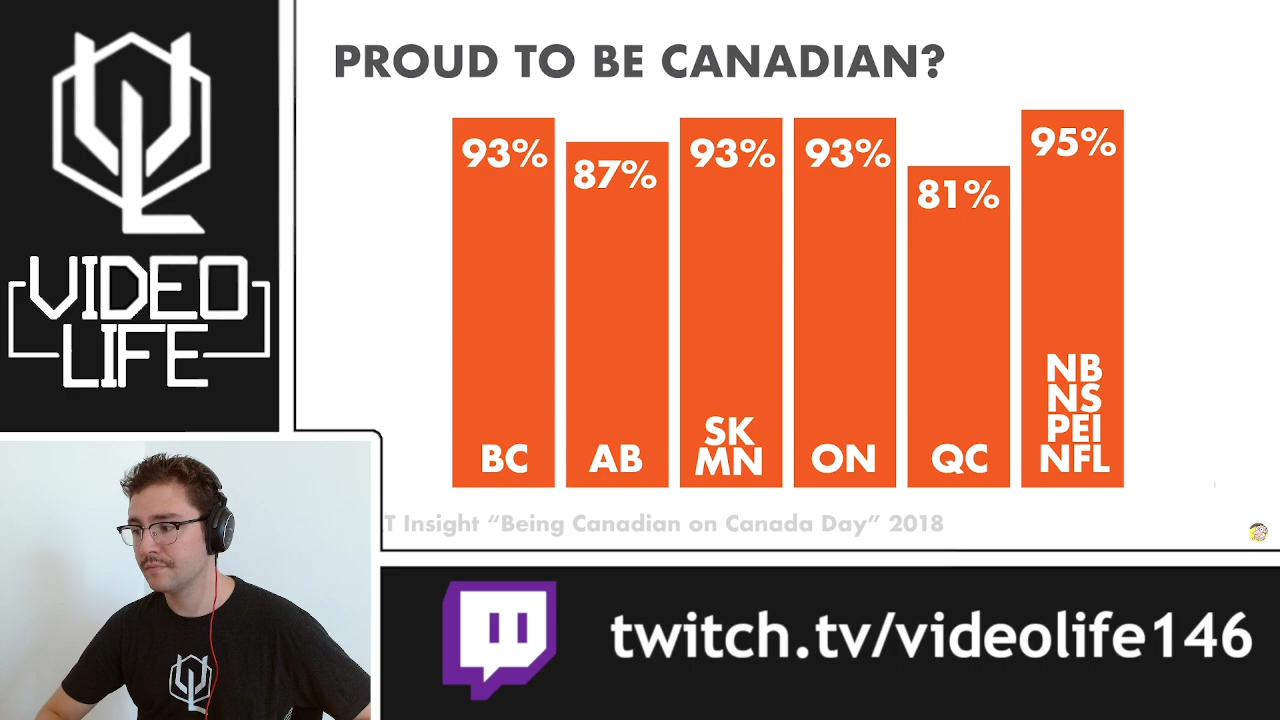 VIDEO
LIFE
PROUD TO BE CANADIAN?
93%
87%
93%
93%
81%
95%
BC
AB
SK
MN
ON
QC
NB
NS
PEI
NFL
T Insight “Being Canadian on Canada Day” 2018
twitch.tv/videolife146